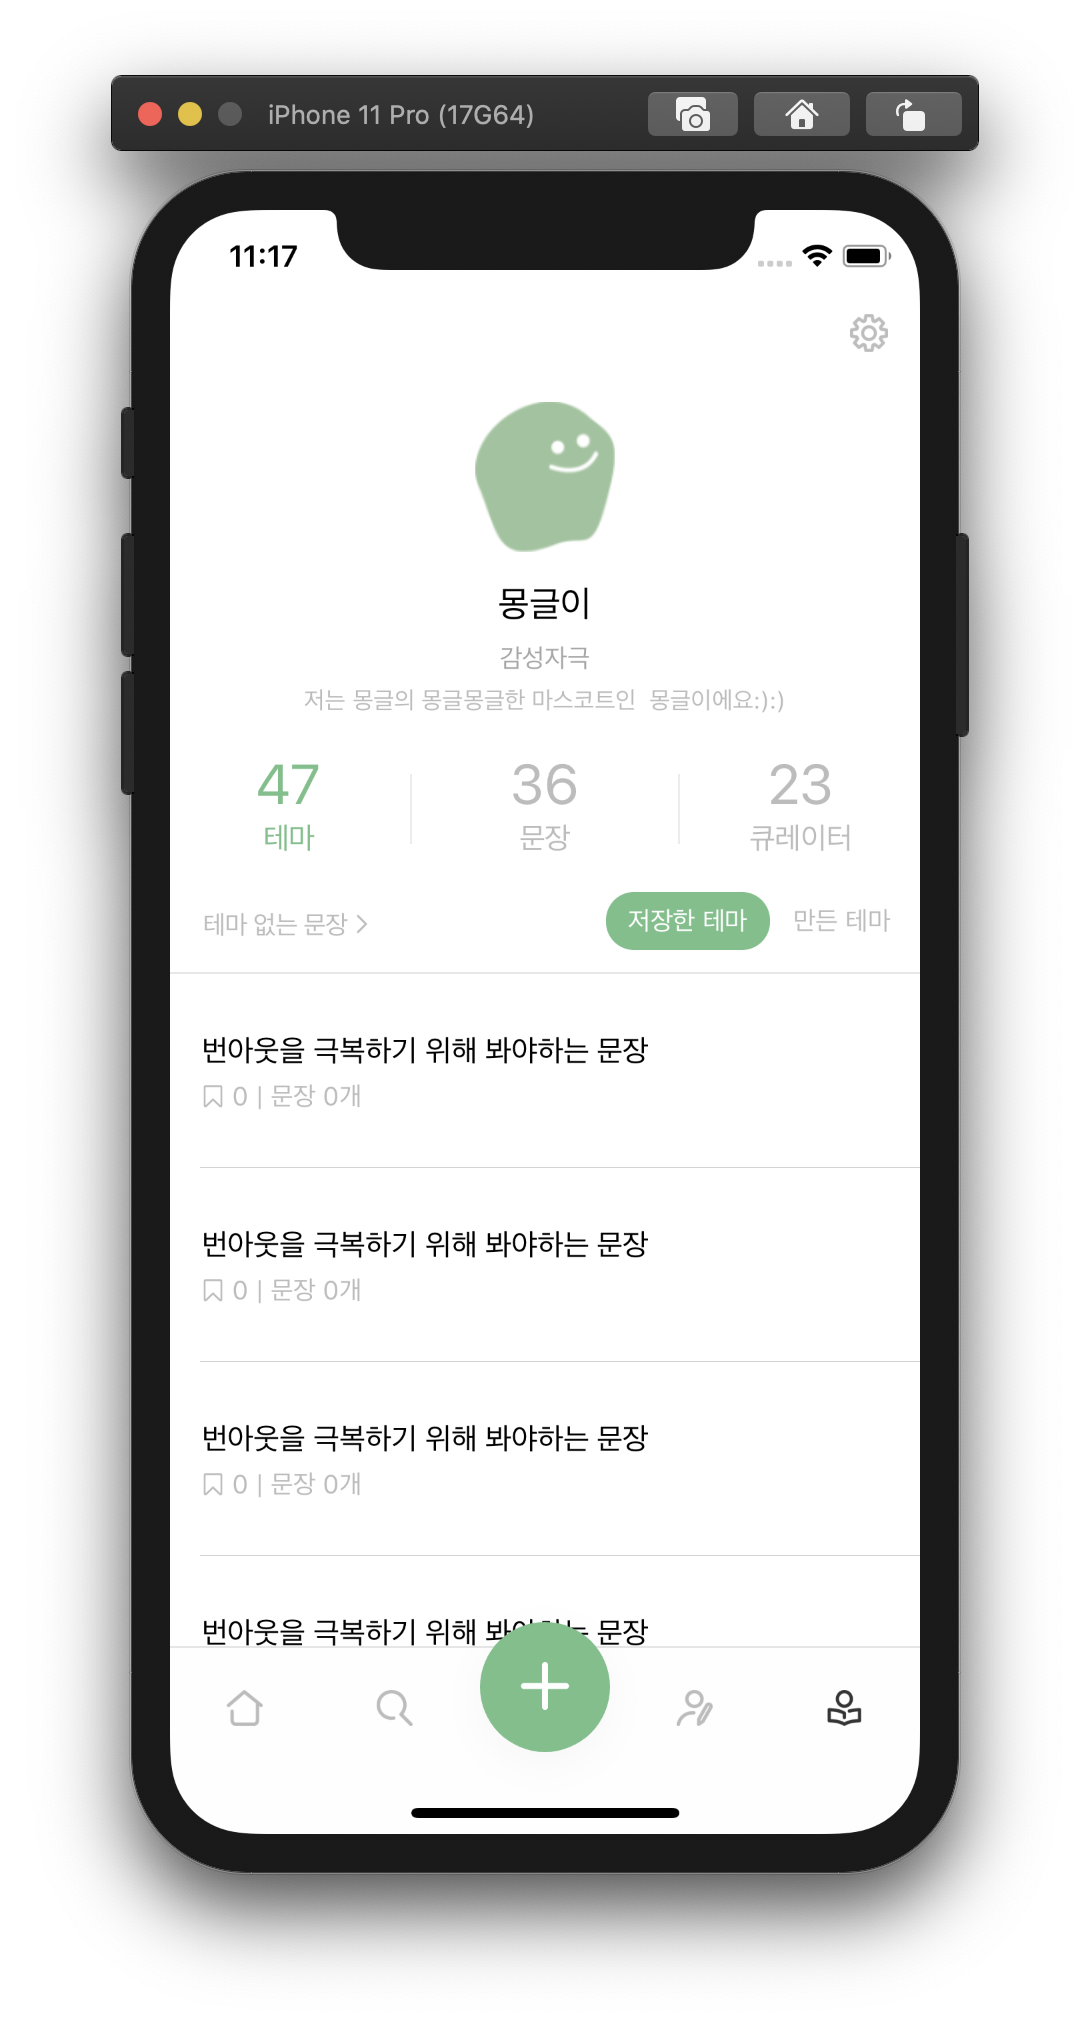 iPhone 11 Pro (17G64)
11:17
몽글이
감성자극
저는 몽글의 몽글몽글한 마스코트인 몽글이에요:):)
47 36 23
테마 문장 큐레이터
테마 없는 문장 > 저장한 테마 만든 테마
번아웃을 극복하기 위해 봐야하는 문장
0 | 문장 0개
번아웃을 극복하기 위해 봐야하는 문장
0 | 문장 0개
번아웃을 극복하기 위해 봐야하는 문장
0 | 문장 0개
번아웃을 극복하기 위해 봐야하는 문장